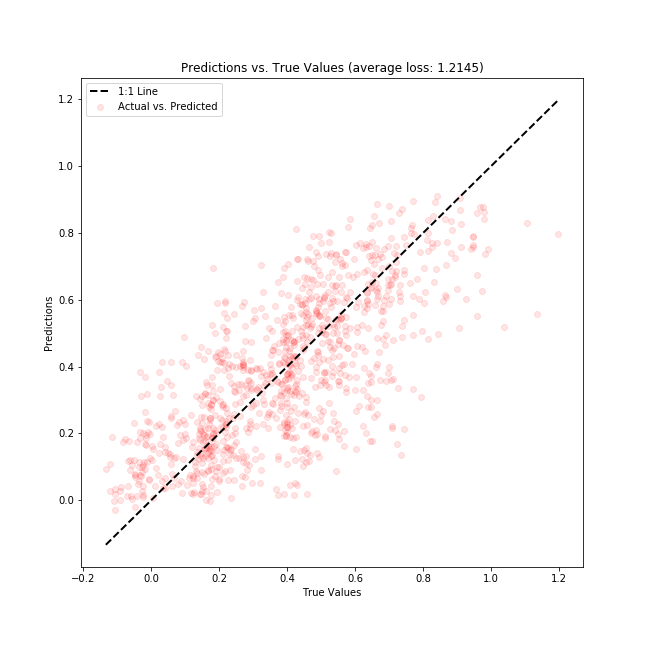 Predictions vs. True Values (average loss: 1.2145)
1:1 Line
Actual vs. Predicted
1.2
1.0
0.8
0.6
0.4
0.2
0.0
Predictions
−0.2 0.0 0.2 0.4 0.6 0.8 1.0 1.2
True Values